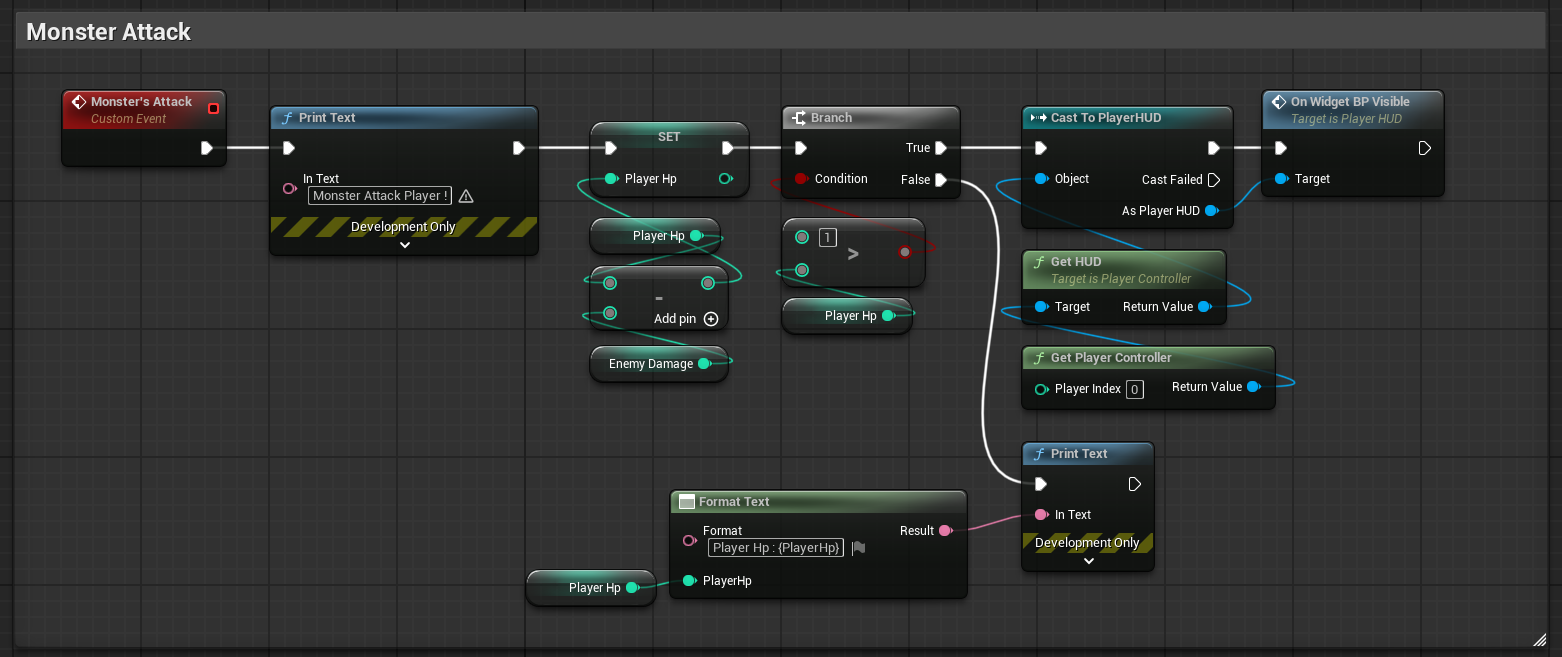 Monster Attack
Monster's Attack
Custom Event
Print Text
In Text
Monster Attack Player !
Development Only
SET
Player Hp
Player Hp
-
Add pin
Enemy Damage
Branch
True
Condition
False
1
>
Player Hp
Cast To PlayerHUD
Object
Cast Failed
As Player HUD
On Widget BP Visible
Target is Player HUD
Target
Get HUD
Target is Player Controller
Target
Return Value
Get Player Controller
Player Index 0
Return Value
Print Text
In Text
Development Only
Format Text
Format
Player Hp : {PlayerHp}
Result
PlayerHp
Player Hp